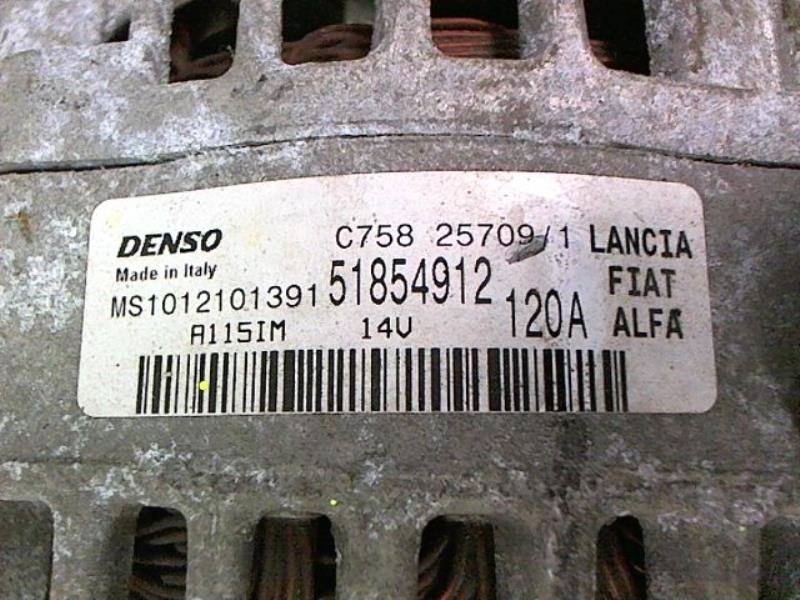 DENSO C758 25709/1 LANCIA
Made in Italy FIAT
MS1012101391 51854912 120A ALFA
A115IM 14V